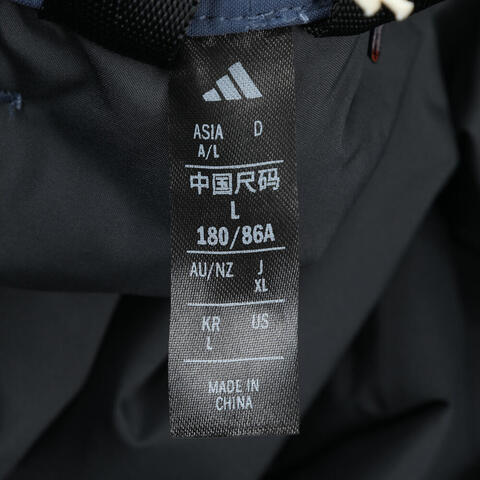 ASIA D
A/L
中国尺码
L
180/86A
AU/NZ J
XL
KR US
L
MADE IN
CHINA